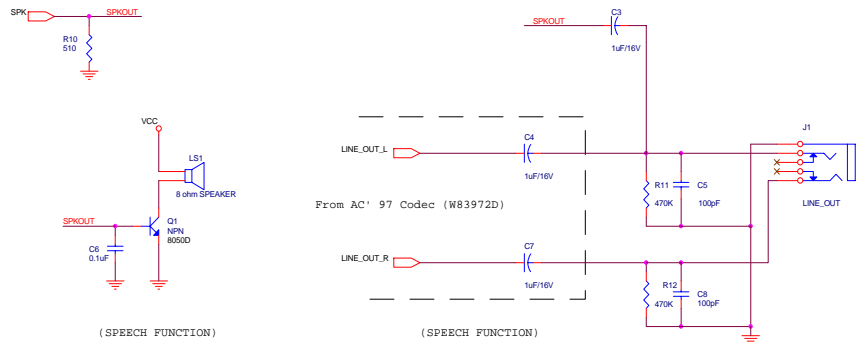 SPK
SPKOUT
R10
510
SPKOUT
C3
1uF/16V
VCC
LS1
8 ohm SPEAKER
SPKOUT
Q1
NPN
8050D
C6
0.1uF
(SPEECH FUNCTION)
LINE_OUT_L
C4
1uF/16V
From AC' 97 Codec (W83972D)
R11
470K
C5
100pF
J1
LINE_OUT
LINE_OUT_R
C7
1uF/16V
R12
470K
C8
100pF
(SPEECH FUNCTION)